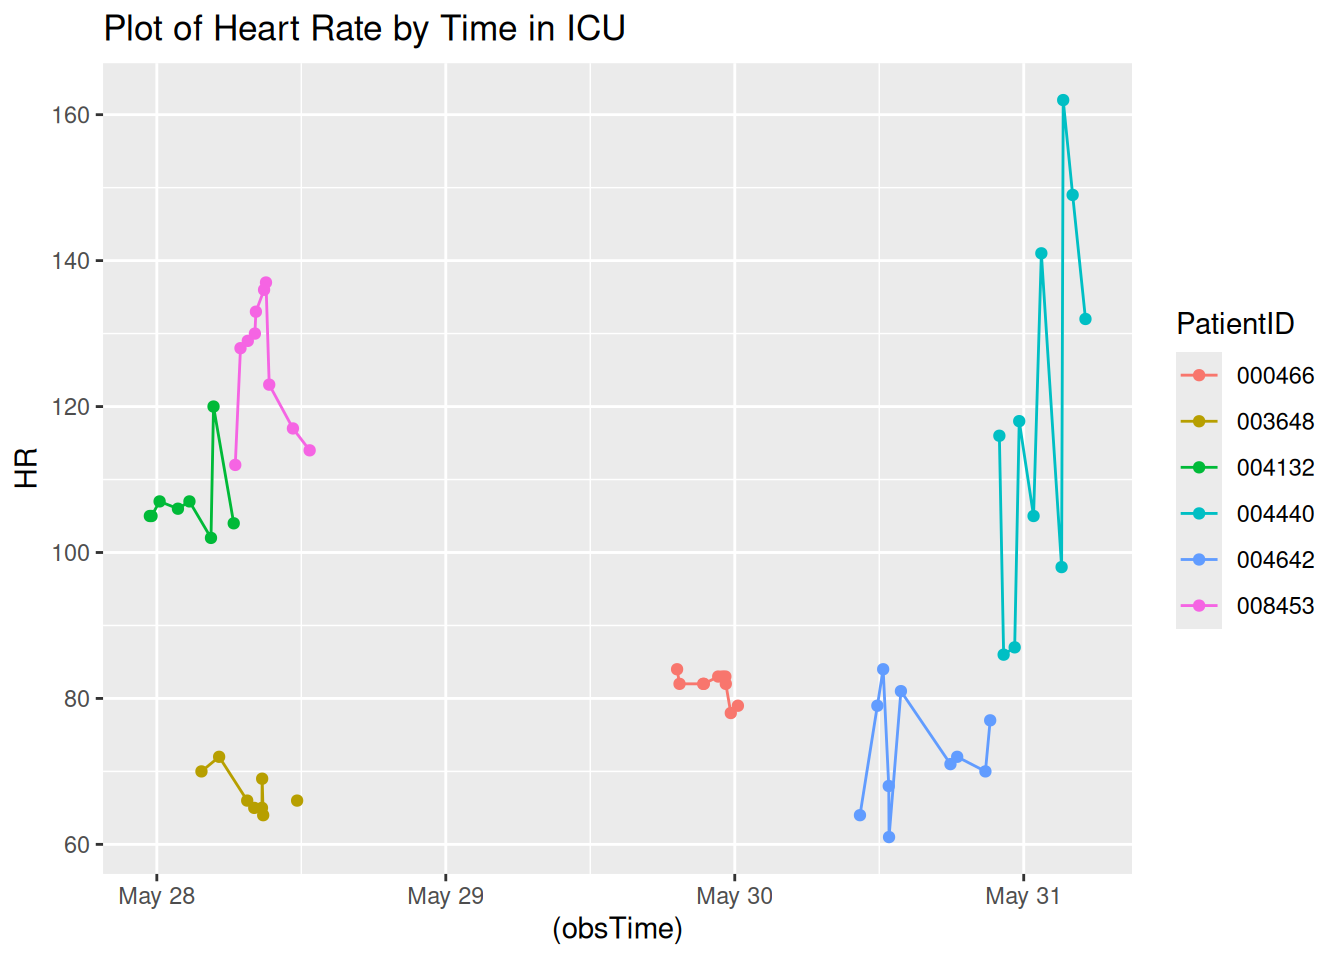 Plot of Heart Rate by Time in ICU
160
140
120
100
80
60
HR
May 28 May 29 May 30 May 31
(obsTime)
PatientID
000466
003648
004132
004440
004642
008453